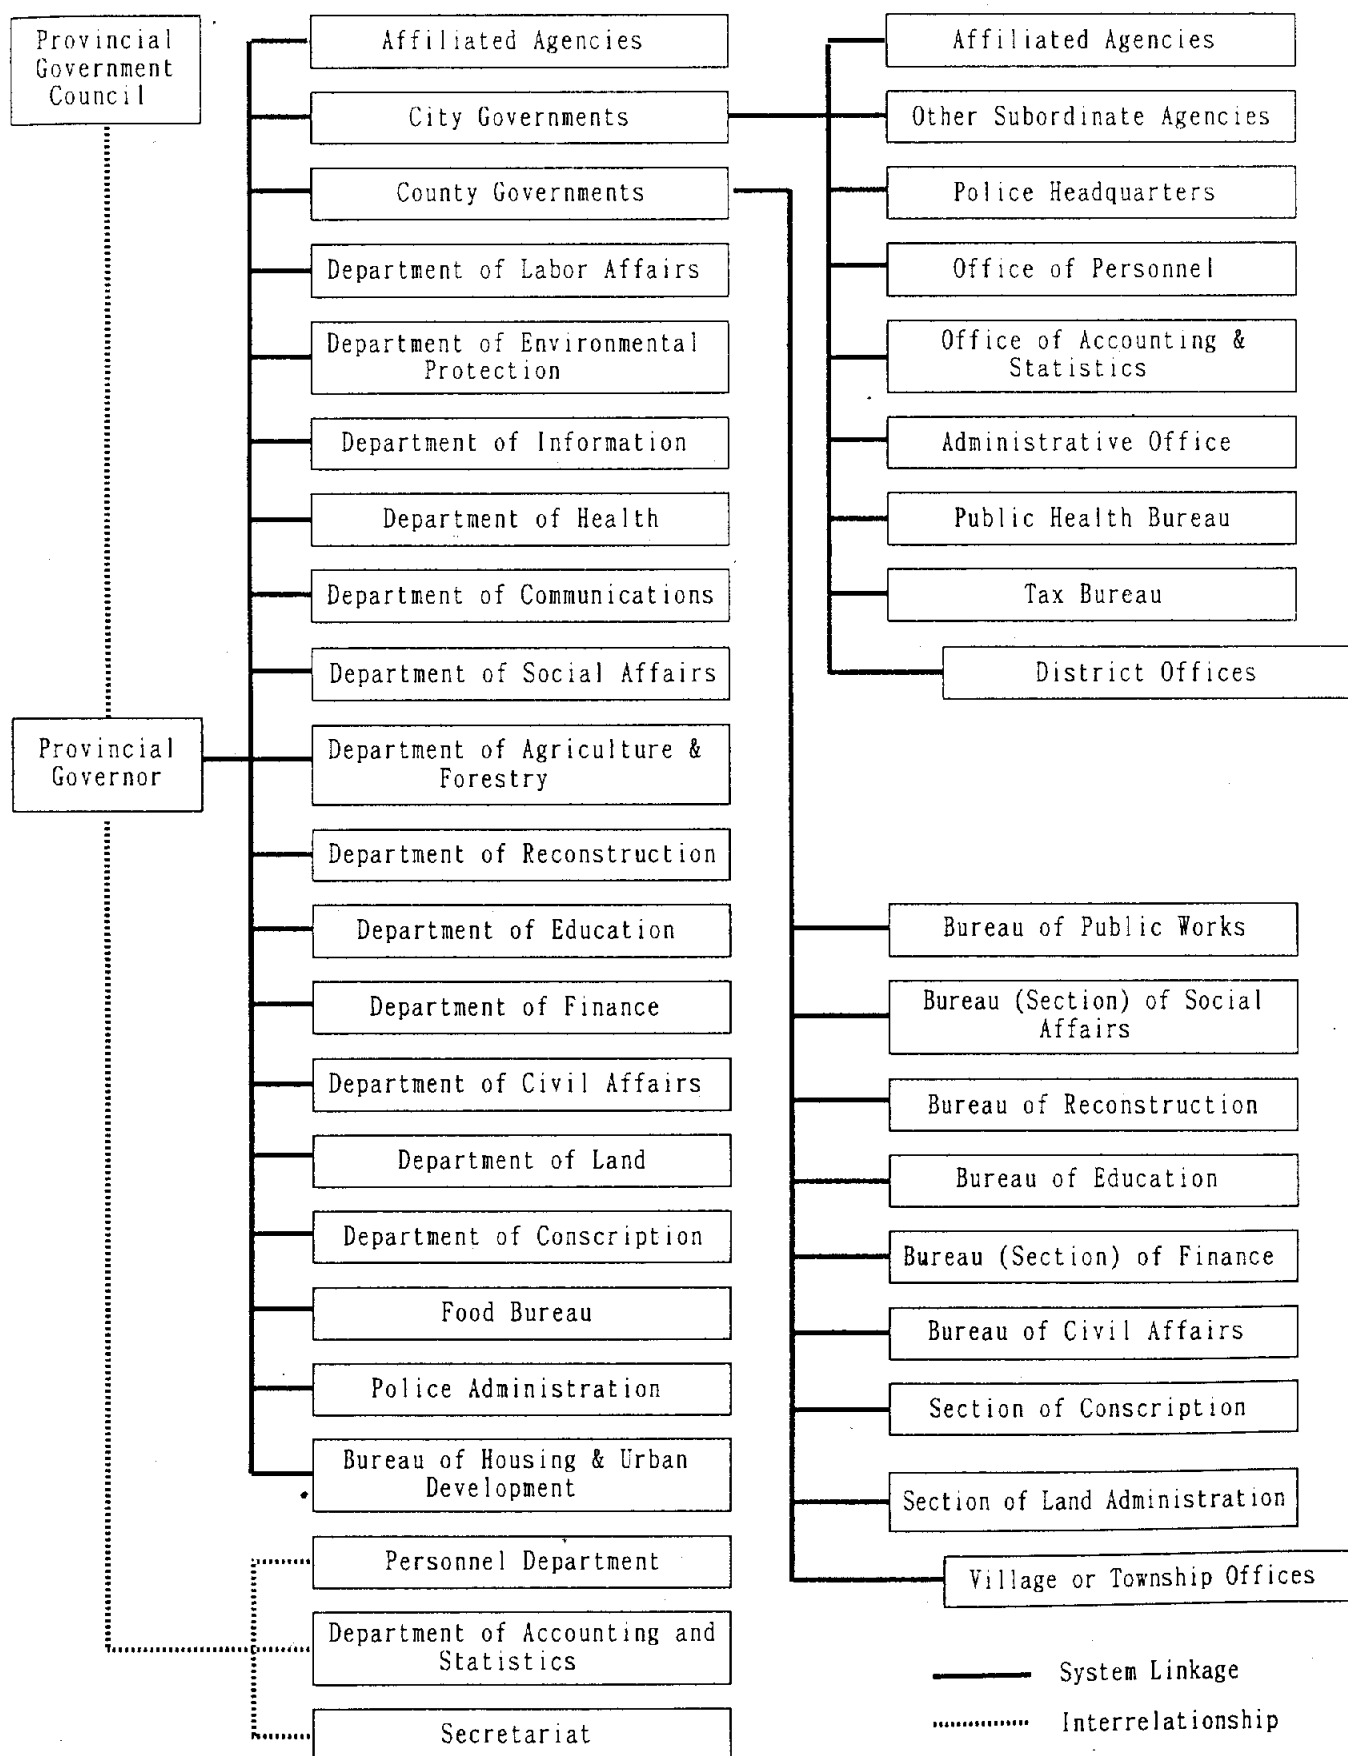 Provincial
Government
Council
Provincial
Governor
Affiliated Agencies
City Governments
County Governments
Department of Labor Affairs
Department of Environmental
Protection
Department of Information
Department of Health
Department of Communications
Department of Social Affairs
Department of Agriculture &
Forestry
Department of Reconstruction
Department of Education
Department of Finance
Department of Civil Affairs
Department of Land
Department of Conscription
Food Bureau
Police Administration
Bureau of Housing & Urban
Development
Personnel Department
Department of Accounting and
Statistics
Secretariat
Affiliated Agencies
Other Subordinate Agencies
Police Headquarters
Office of Personnel
Office of Accounting &
Statistics
Administrative Office
Public Health Bureau
Tax Bureau
District Offices
Bureau of Public Works
Bureau (Section) of Social
Affairs
Bureau of Reconstruction
Bureau of Education
Bureau (Section) of Finance
Bureau of Civil Affairs
Section of Conscription
Section of Land Administration
Village or Township Offices
System Linkage
Interrelationship